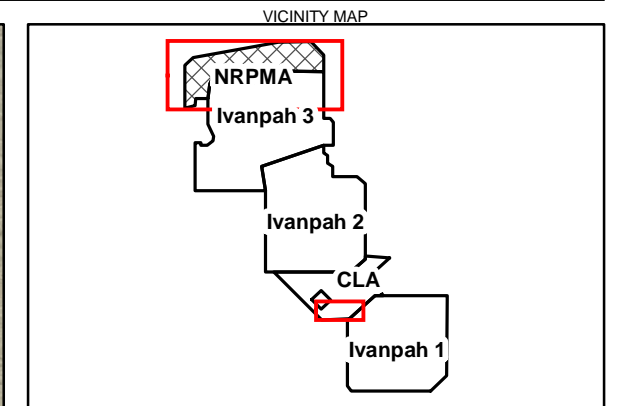 VICINITY MAP
NRPMA
Ivanpah 3
Ivanpah 2
CLA
Ivanpah 1